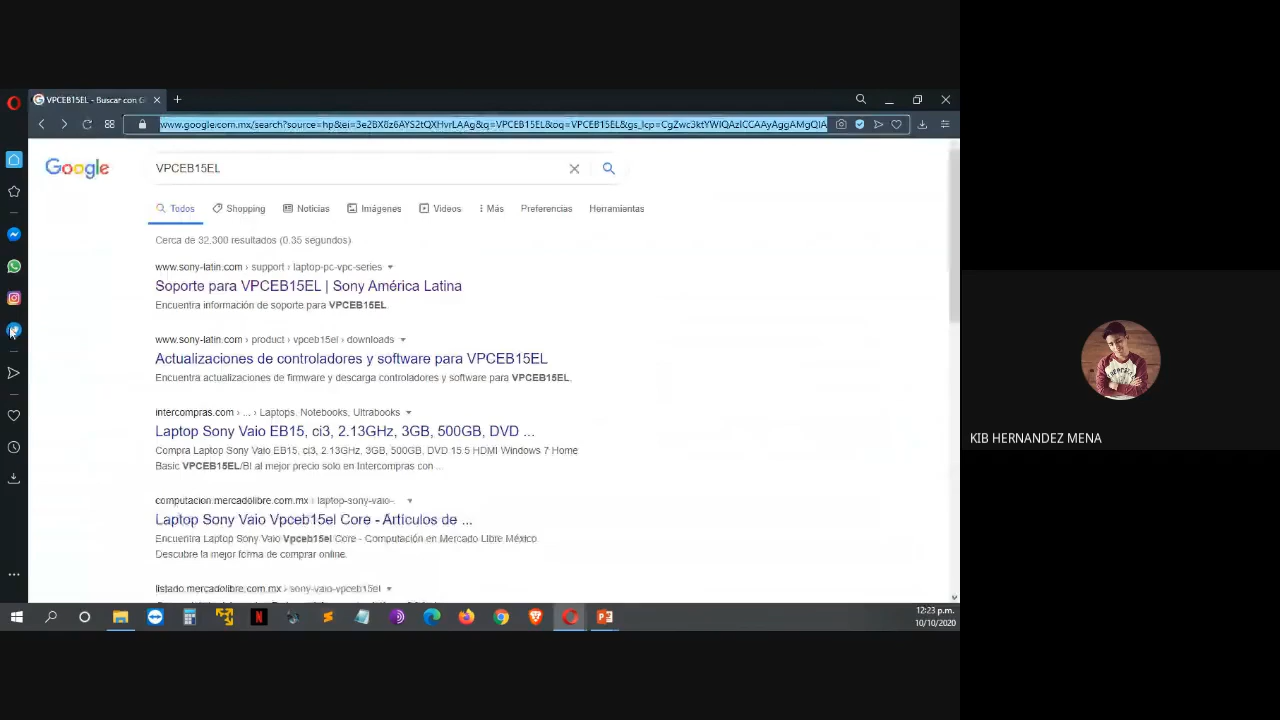 VPCEB15EL - Buscar con G
www.google.com.mx/search?source=hp&ei=3e2BX8z6AYS2tQXHvrLAAg&q=VPCEB15EL&oq=VPCEB15EL&gs_lcp=CgZwc3ktYWIQAzICCAAyAggAMgQIA
Google
VPCEB15EL
Todos
Shopping
Noticias
Imágenes
Videos
Más
Preferencias
Herramientas
Cerca de 32,300 resultados (0.35 segundos)
www.sony-latin.com › support › laptop-pc-vpc-series
Soporte para VPCEB15EL | Sony América Latina
Encuentra información de soporte para VPCEB15EL.
www.sony-latin.com › product › vpceb15el › downloads
Actualizaciones de controladores y software para VPCEB15EL
Encuentra actualizaciones de firmware y descarga controladores y software para VPCEB15EL.
intercompras.com › ... › Laptops, Notebooks, Ultrabooks
Laptop Sony Vaio EB15, ci3, 2.13GHz, 3GB, 500GB, DVD ...
Compra Laptop Sony Vaio EB15, ci3, 2.13GHz, 3GB, 500GB, DVD 15.5 HDMI Windows 7 Home
Basic VPCEB15EL/BI al mejor precio solo en Intercompras con ...
computacion.mercadolibre.com.mx › laptop-sony-vaio-
Laptop Sony Vaio Vpceb15el Core - Artículos de ...
Encuentra Laptop Sony Vaio Vpceb15el Core - Computación en Mercado Libre México.
Descubre la mejor forma de comprar online.
listado.mercadolibre.com.mx › sony-vaio-vpceb15el
12:23 p.m.
10/10/2020
KIB HERNANDEZ MENA